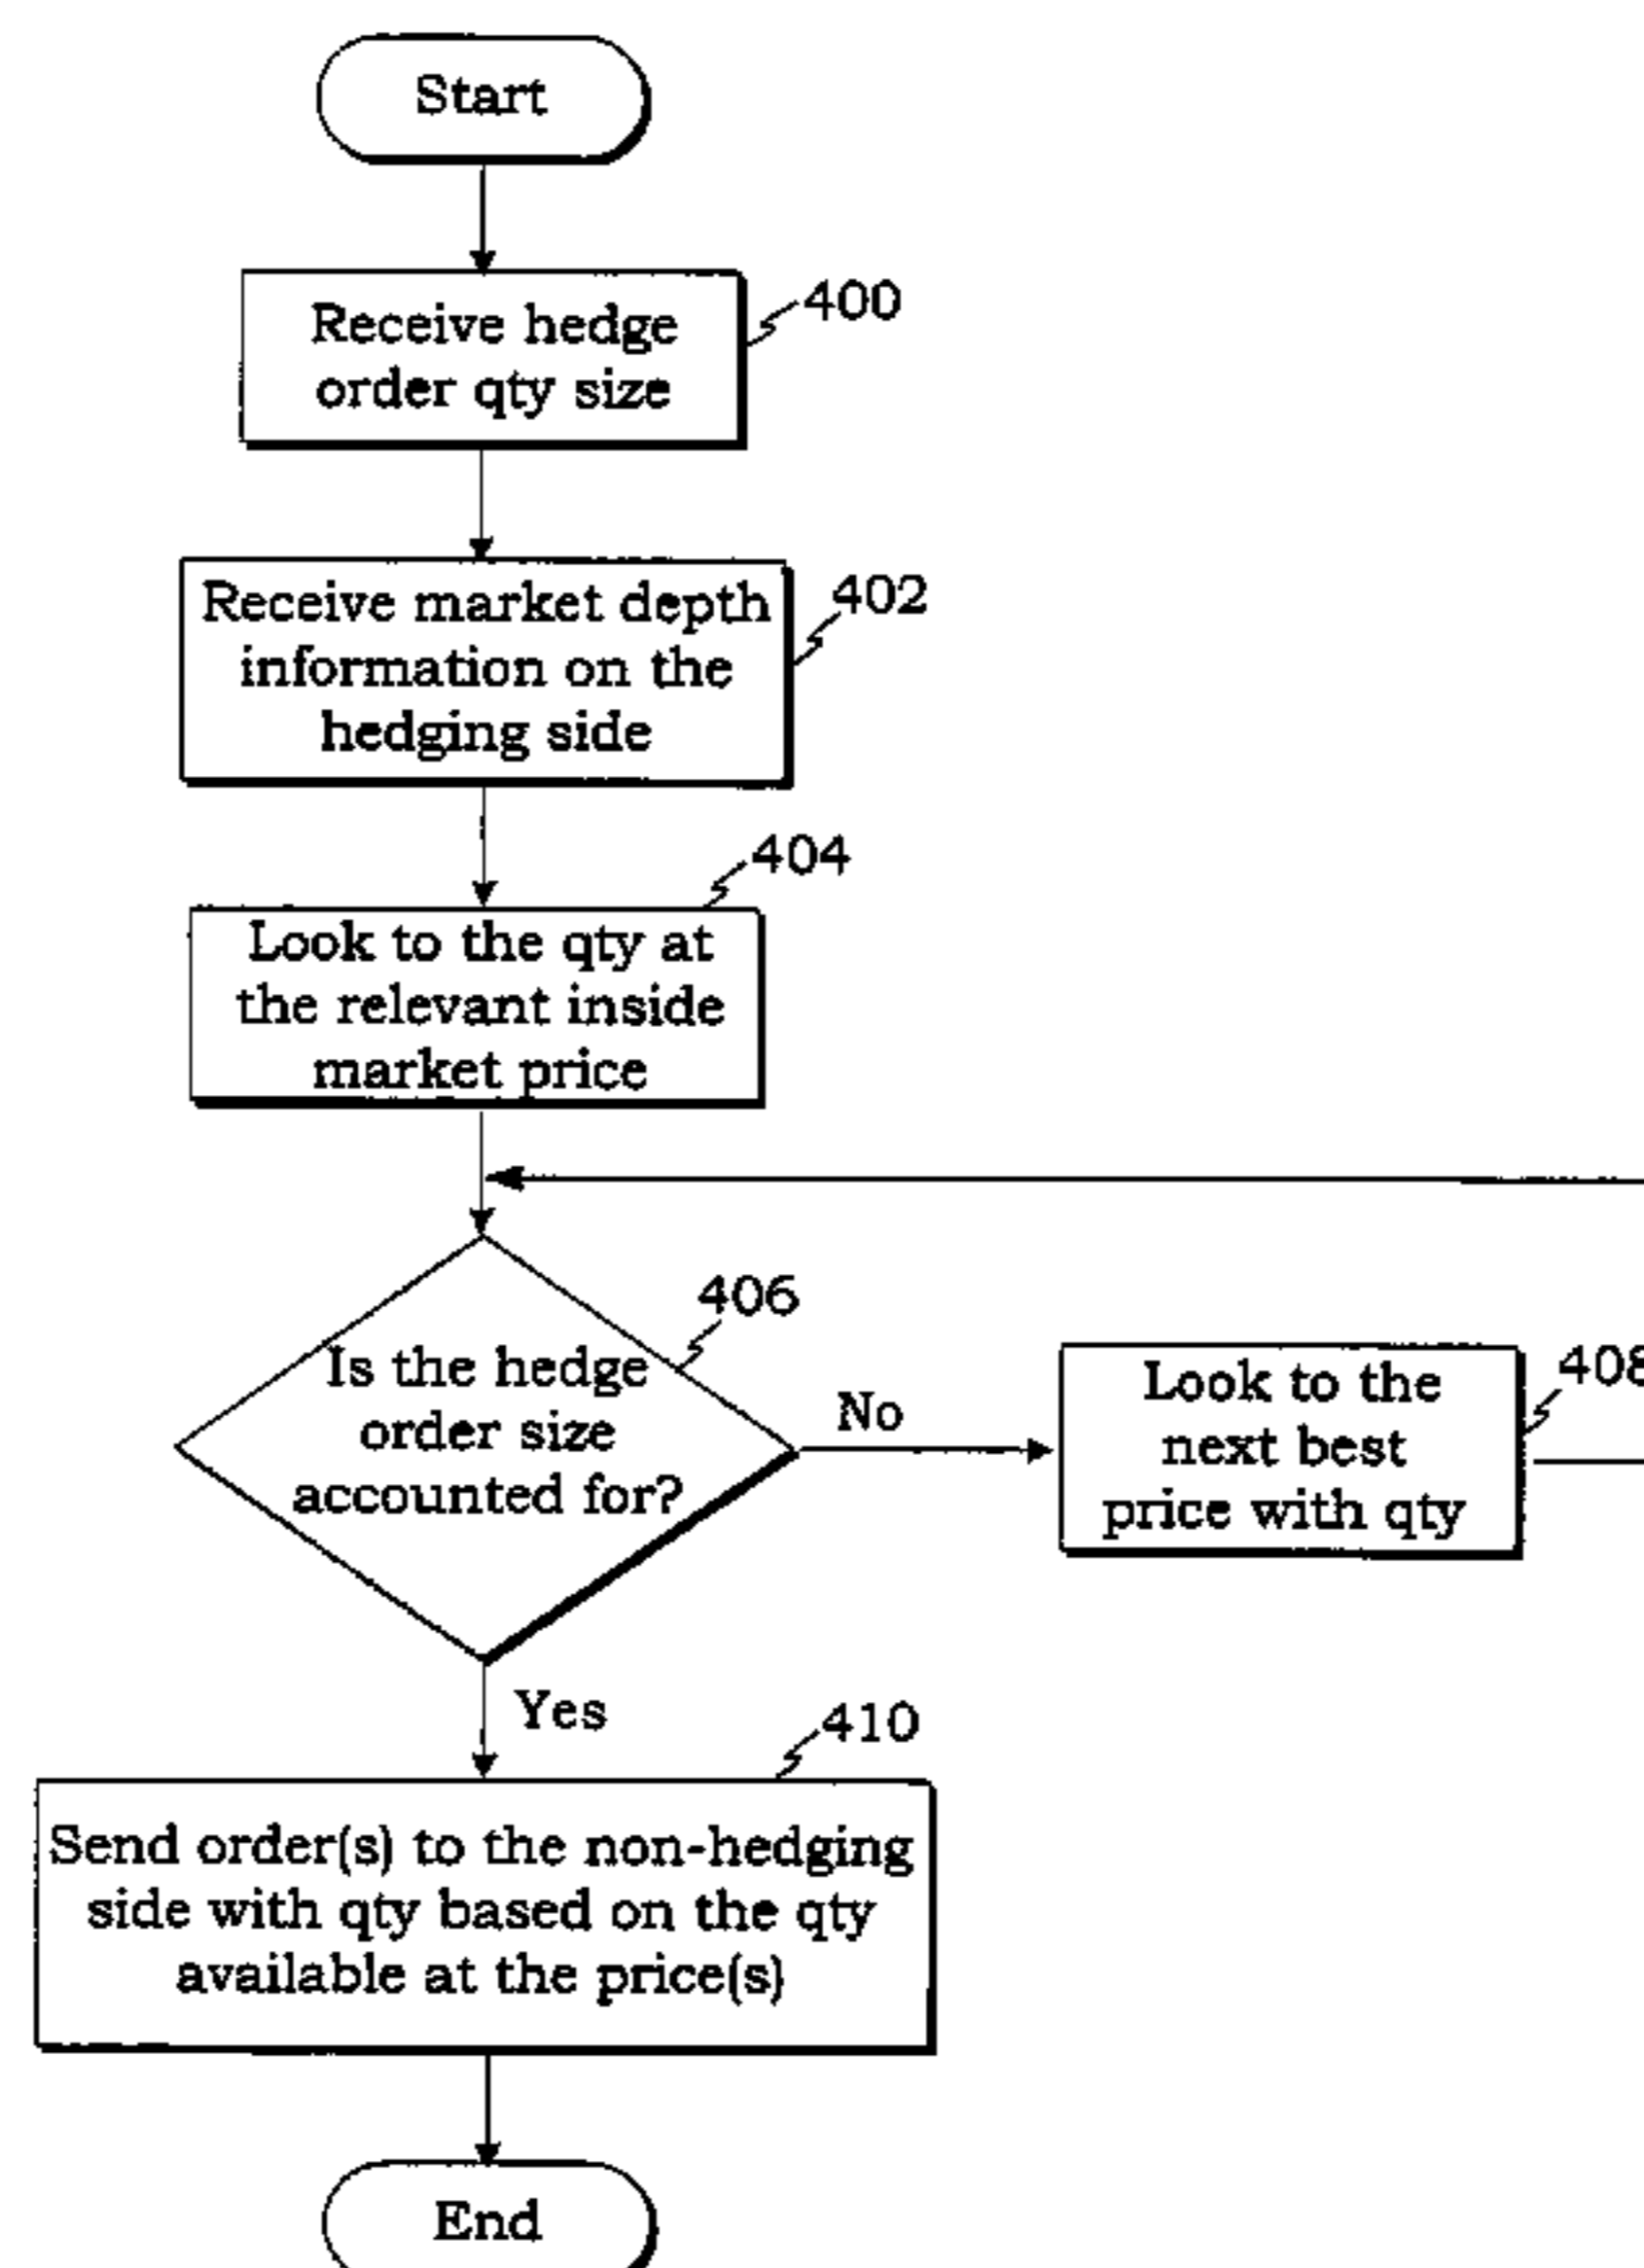 Start
Receive hedge
order qty size
400
Receive market depth
information on the
hedging side
402
404
Look to the qty at
the relevant inside
market price
406
Is the hedge
order size
accounted for?
No
Look to the
next best
price with qty
408
Yes
410
Send order(s) to the non-hedging
side with qty based on the qty
available at the price(s)
End